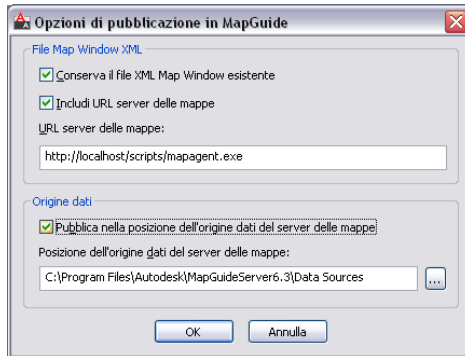 Opzioni di pubblicazione in MapGuide
File Map Window XML
Conserva il file XML Map Window esistente
Includi URL server delle mappe
URL server delle mappe:
http://localhost/scripts/mapagent.exe
Origine dati
Pubblica nella posizione dell'origine dati del server delle mappe
Posizione dell'origine dati del server delle mappe:
C:\Program Files\Autodesk\MapGuideServer6.3\Data Sources
...
OK
Annulla